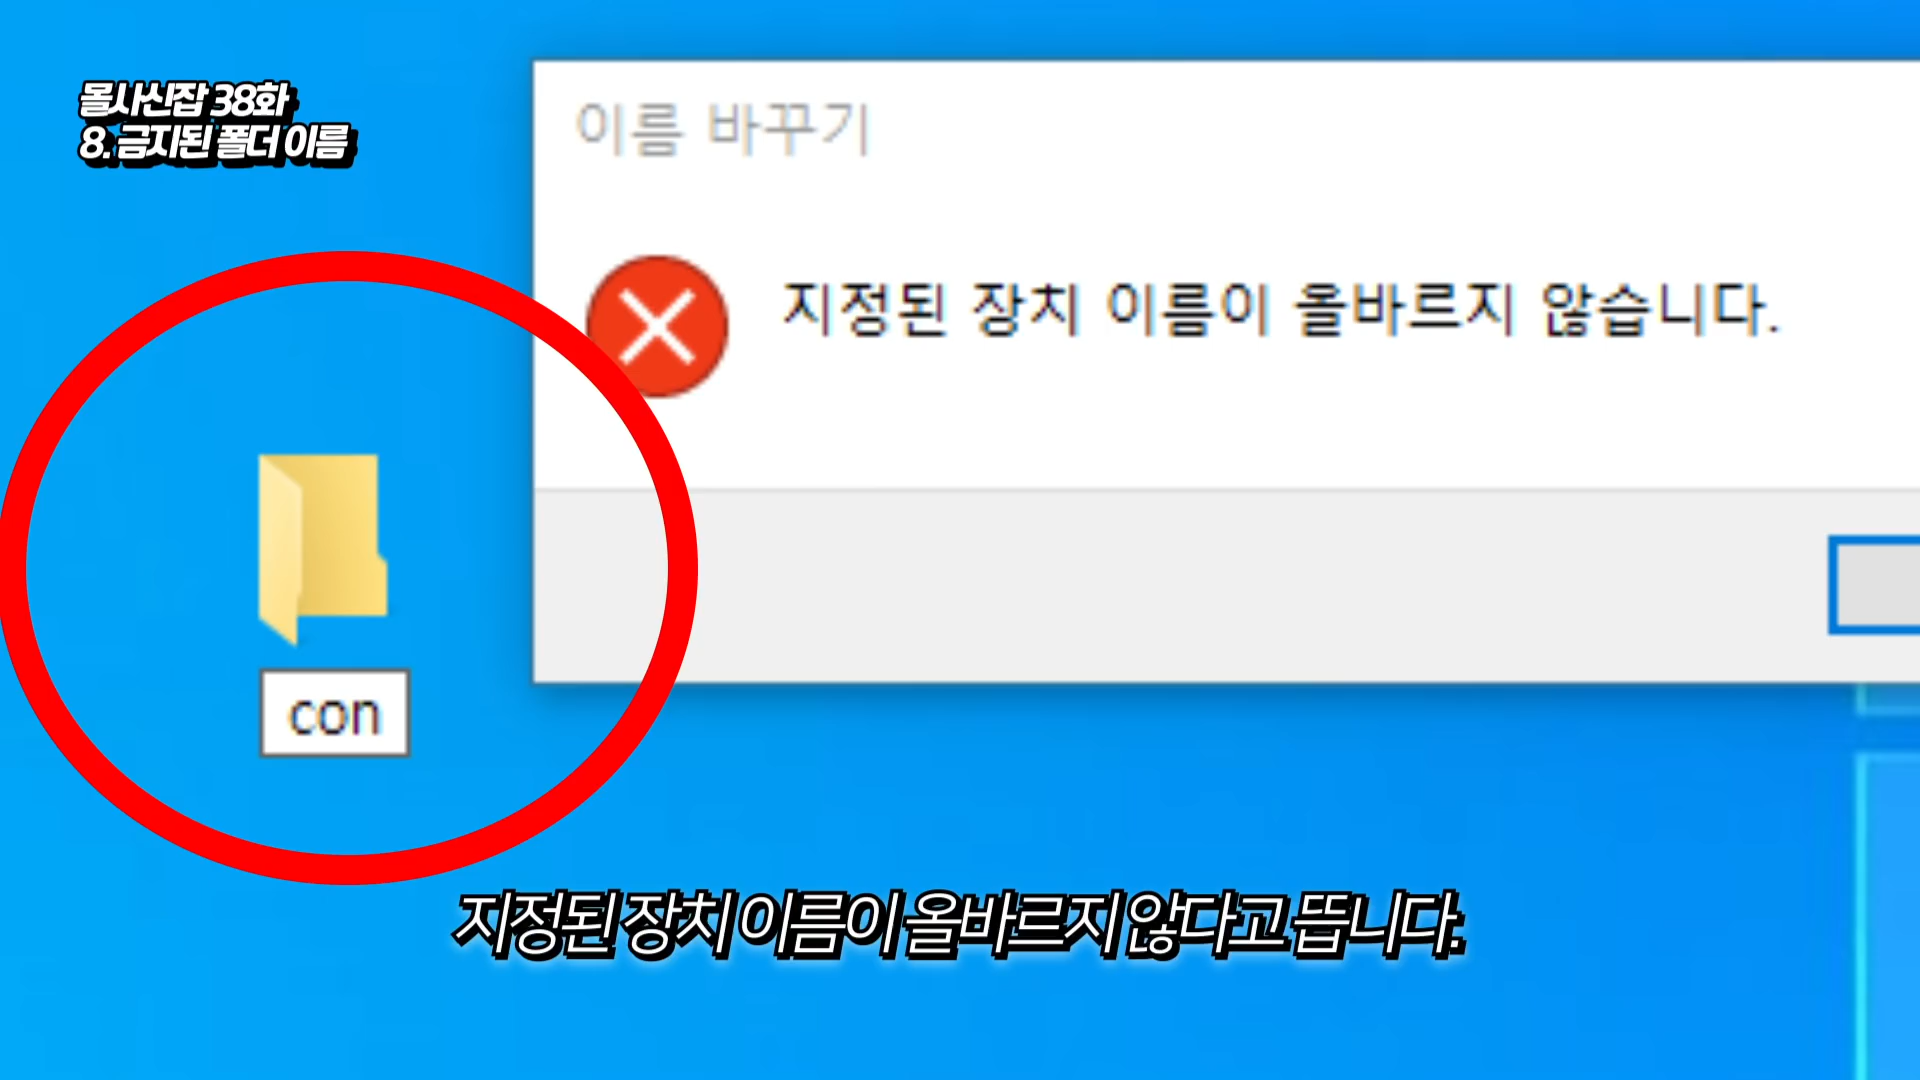 몰사신잡 38화
8. 금지된 폴더 이름
이름 바꾸기
지정된 장치 이름이 올바르지 않습니다.
con
지정된 장치 이름이 올바르지 않다고 뜹니다.